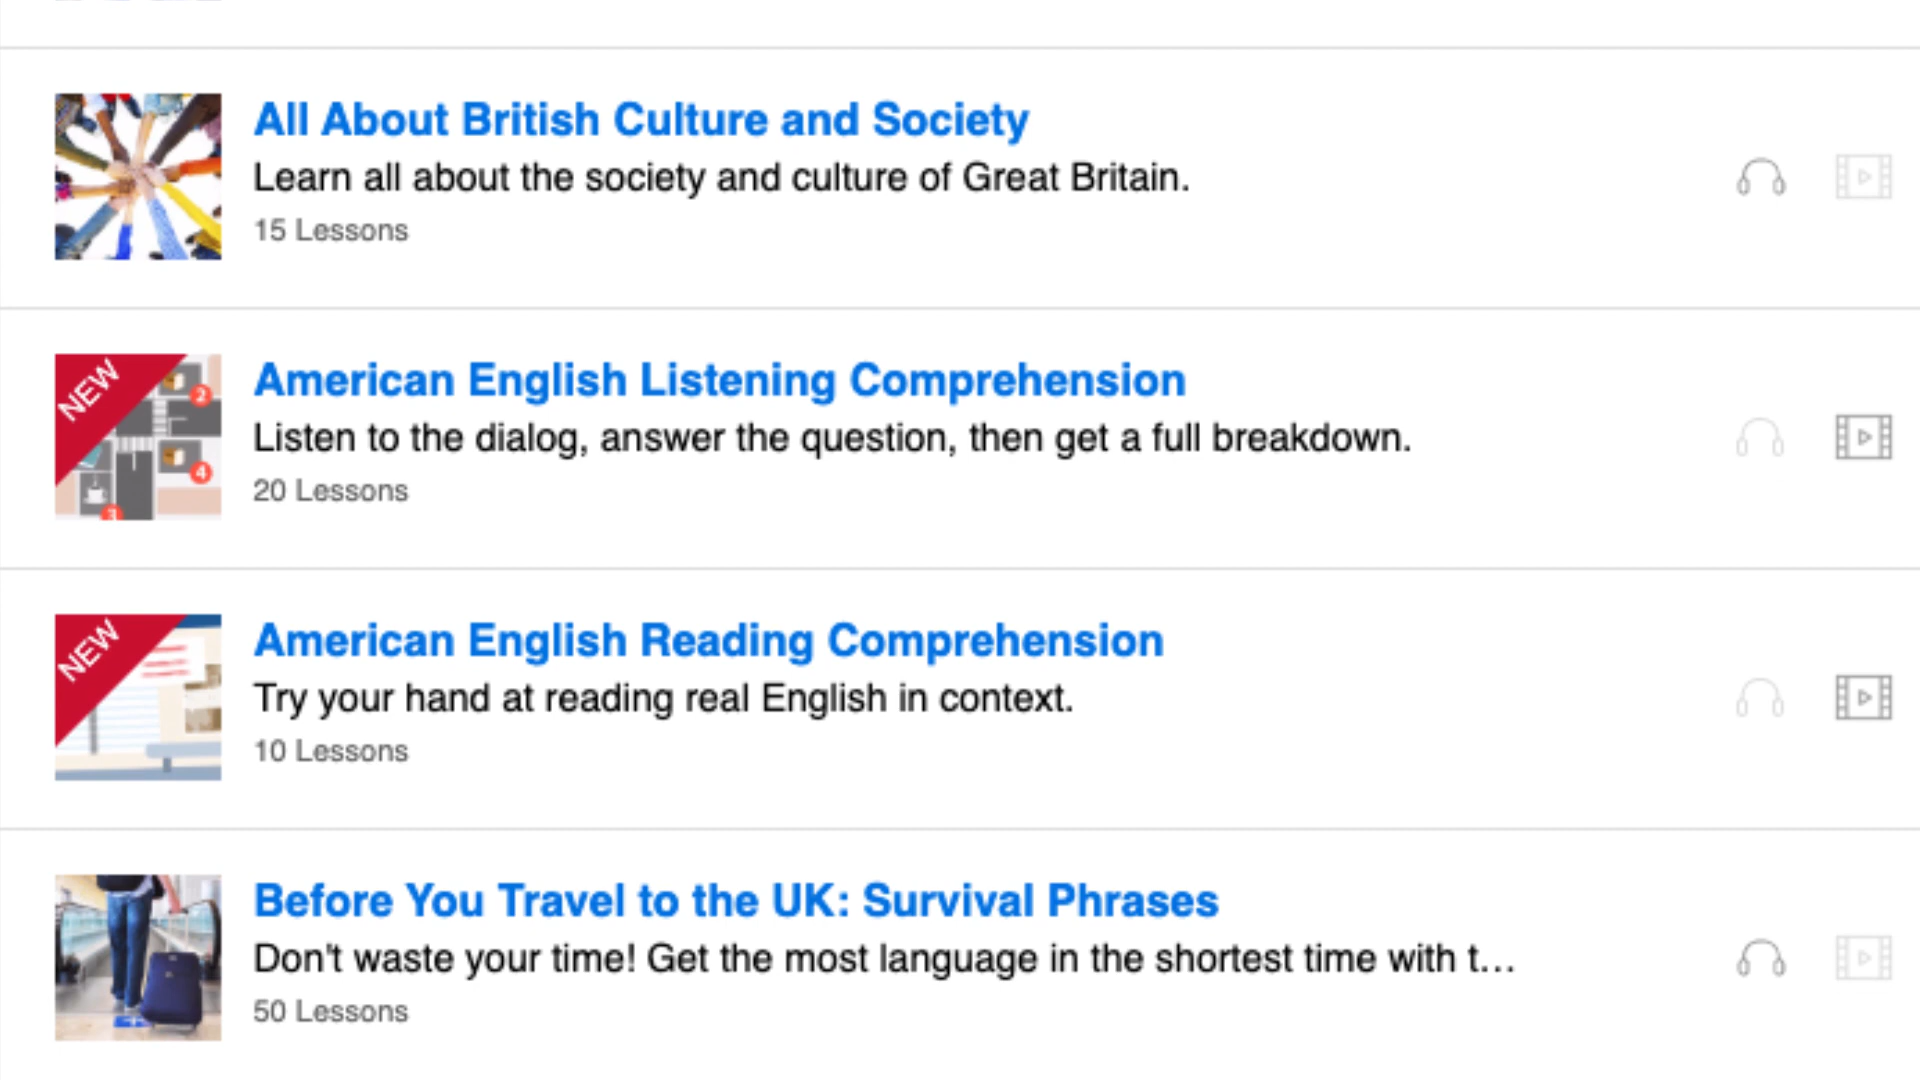 All About British Culture and Society
Learn all about the society and culture of Great Britain.
15 Lessons
NEW
2
4
3
American English Listening Comprehension
Listen to the dialog, answer the question, then get a full breakdown.
20 Lessons
NEW
American English Reading Comprehension
Try your hand at reading real English in context.
10 Lessons
Before You Travel to the UK: Survival Phrases
Don't waste your time! Get the most language in the shortest time with t...
50 Lessons